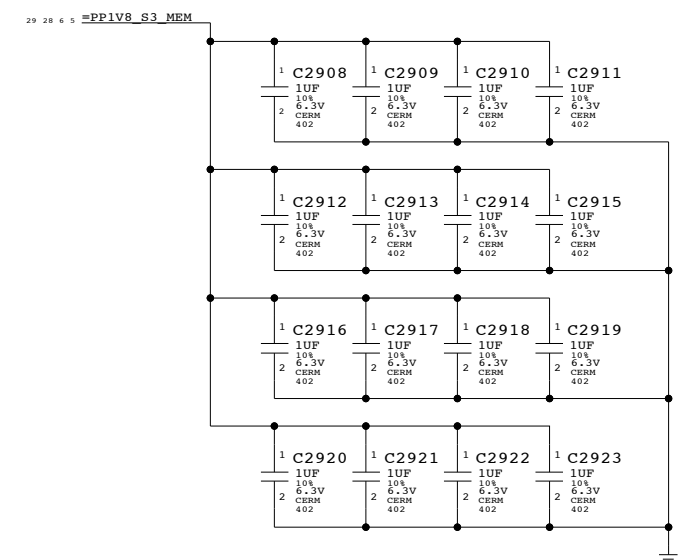 29 28 6 5 =PP1V8_S3_MEM
1 C2908 1 C2909 1 C2910 1 C2911
1UF 1UF 1UF 1UF
10% 10% 10% 10%
2 6.3V 2 6.3V 2 6.3V 2 6.3V
CERM CERM CERM CERM
402 402 402 402
1 C2912 1 C2913 1 C2914 1 C2915
1UF 1UF 1UF 1UF
10% 10% 10% 10%
2 6.3V 2 6.3V 2 6.3V 2 6.3V
CERM CERM CERM CERM
402 402 402 402
1 C2916 1 C2917 1 C2918 1 C2919
1UF 1UF 1UF 1UF
10% 10% 10% 10%
2 6.3V 2 6.3V 2 6.3V 2 6.3V
CERM CERM CERM CERM
402 402 402 402
1 C2920 1 C2921 1 C2922 1 C2923
1UF 1UF 1UF 1UF
10% 10% 10% 10%
2 6.3V 2 6.3V 2 6.3V 2 6.3V
CERM CERM CERM CERM
402 402 402 402